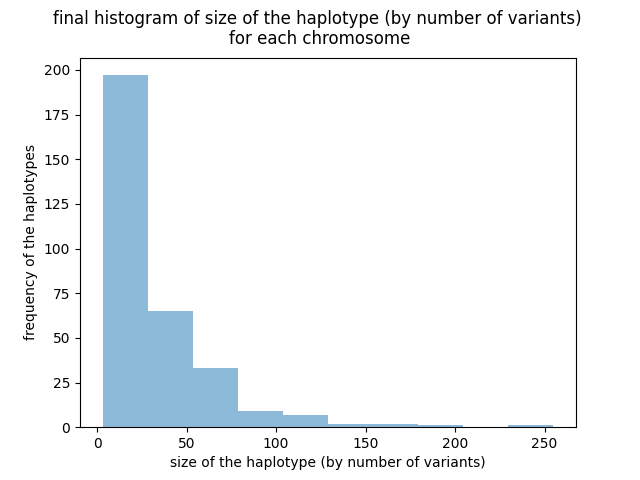 final histogram of size of the haplotype (by number of variants)
for each chromosome
200
175
150
125
100
75
50
25
0
frequency of the haplotypes
0 50 100 150 200 250
size of the haplotype (by number of variants)